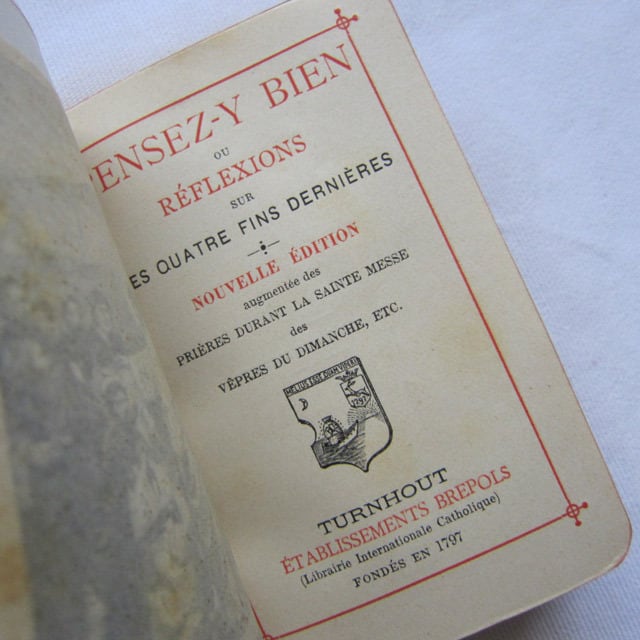 ENSEZ-Y BIEN
OU
RÉFLEXIONS
SUR
ES QUATRE FINS DERNIÈRES
NOUVELLE ÉDITION
augmentée des
PRIÈRES DURANT LA SAINTE MESSE
des
VÊPRES DU DIMANCHE, ETC.
TURNHOUT
ÉTABLISSEMENTS BREPOLS
(Librairie Internationale Catholique)
FONDÉS EN 1797